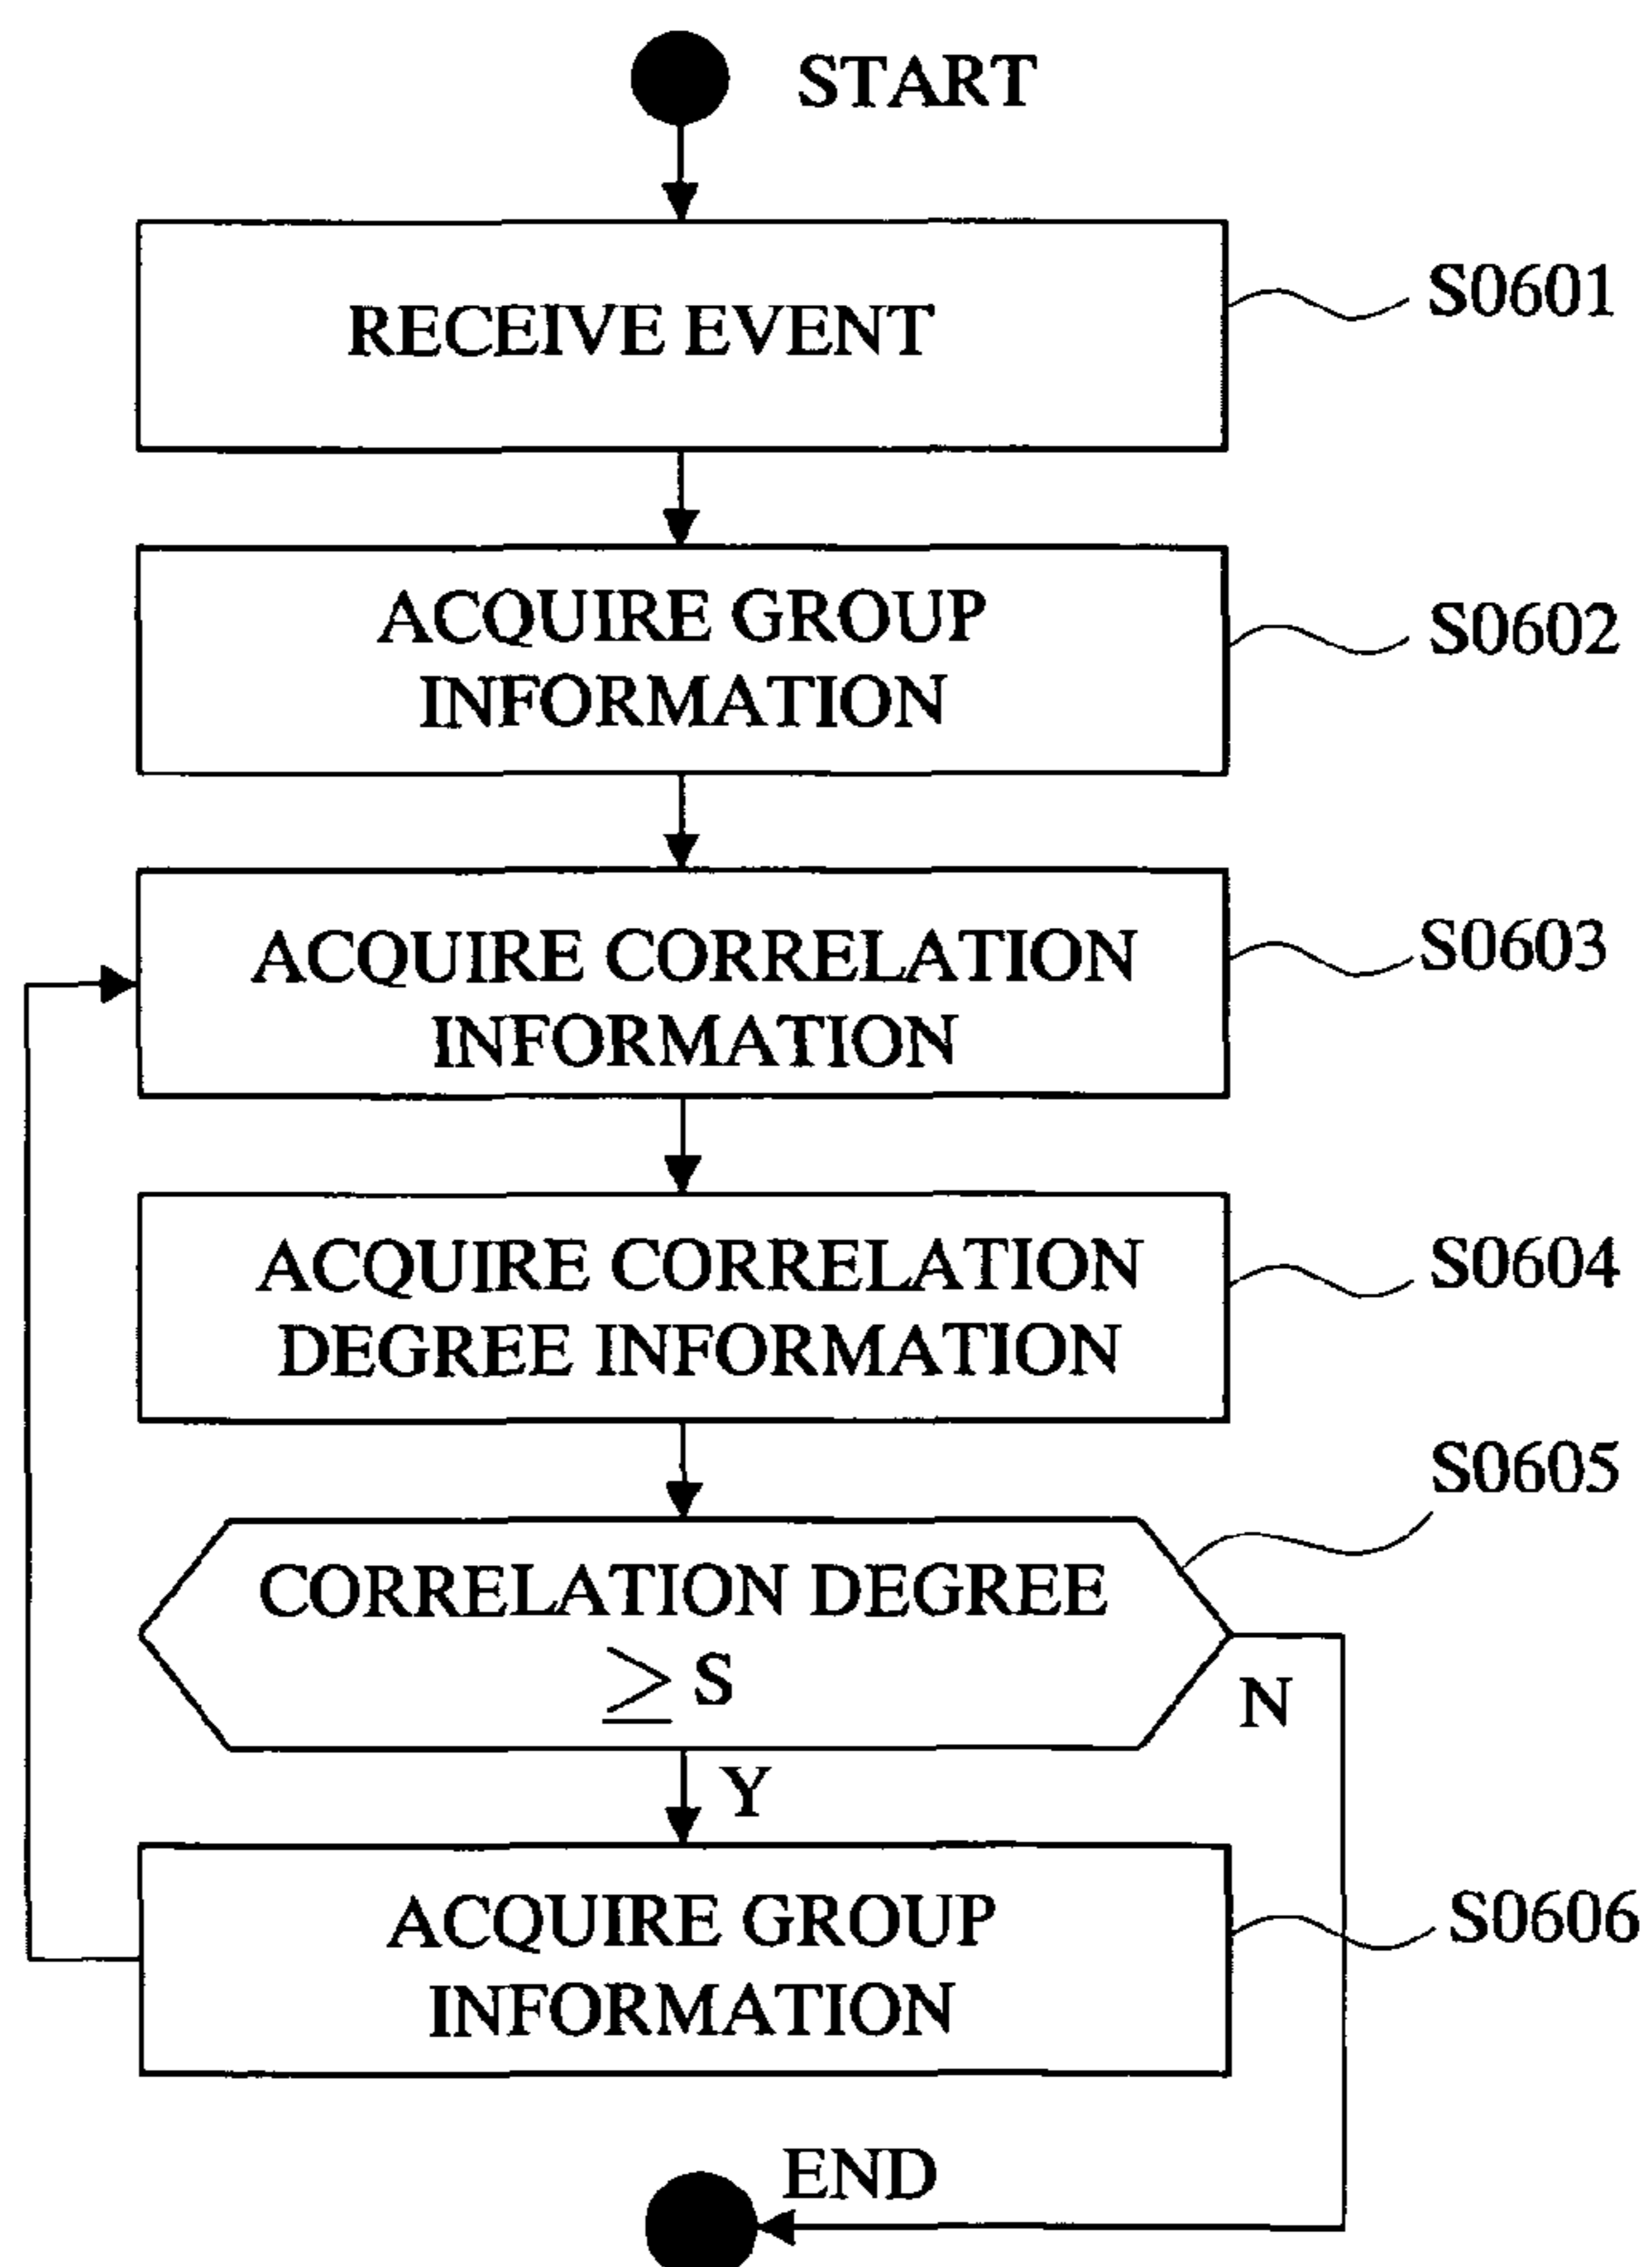 START
RECEIVE EVENT
S0601
ACQUIRE GROUP
INFORMATION
S0602
ACQUIRE CORRELATION
INFORMATION
S0603
ACQUIRE CORRELATION
DEGREE INFORMATION
S0604
S0605
CORRELATION DEGREE
≥ S
N
Y
ACQUIRE GROUP
INFORMATION
S0606
END